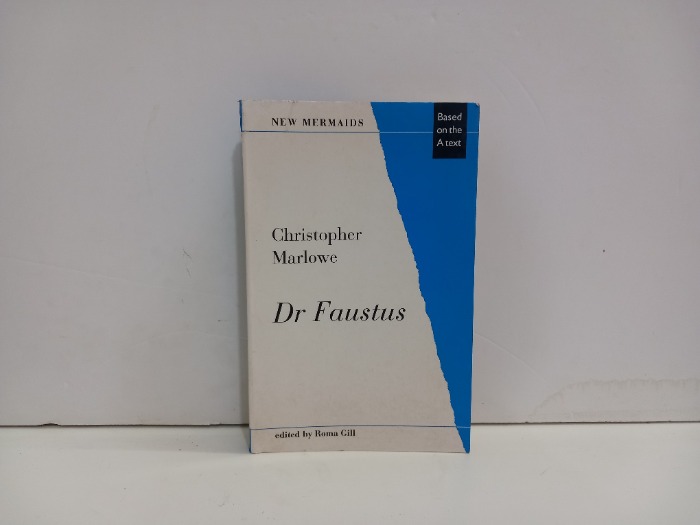 NEW MERMAIDS
Based
on the
A text
Christopher
Marlowe
Dr Faustus
edited by Roma Gill